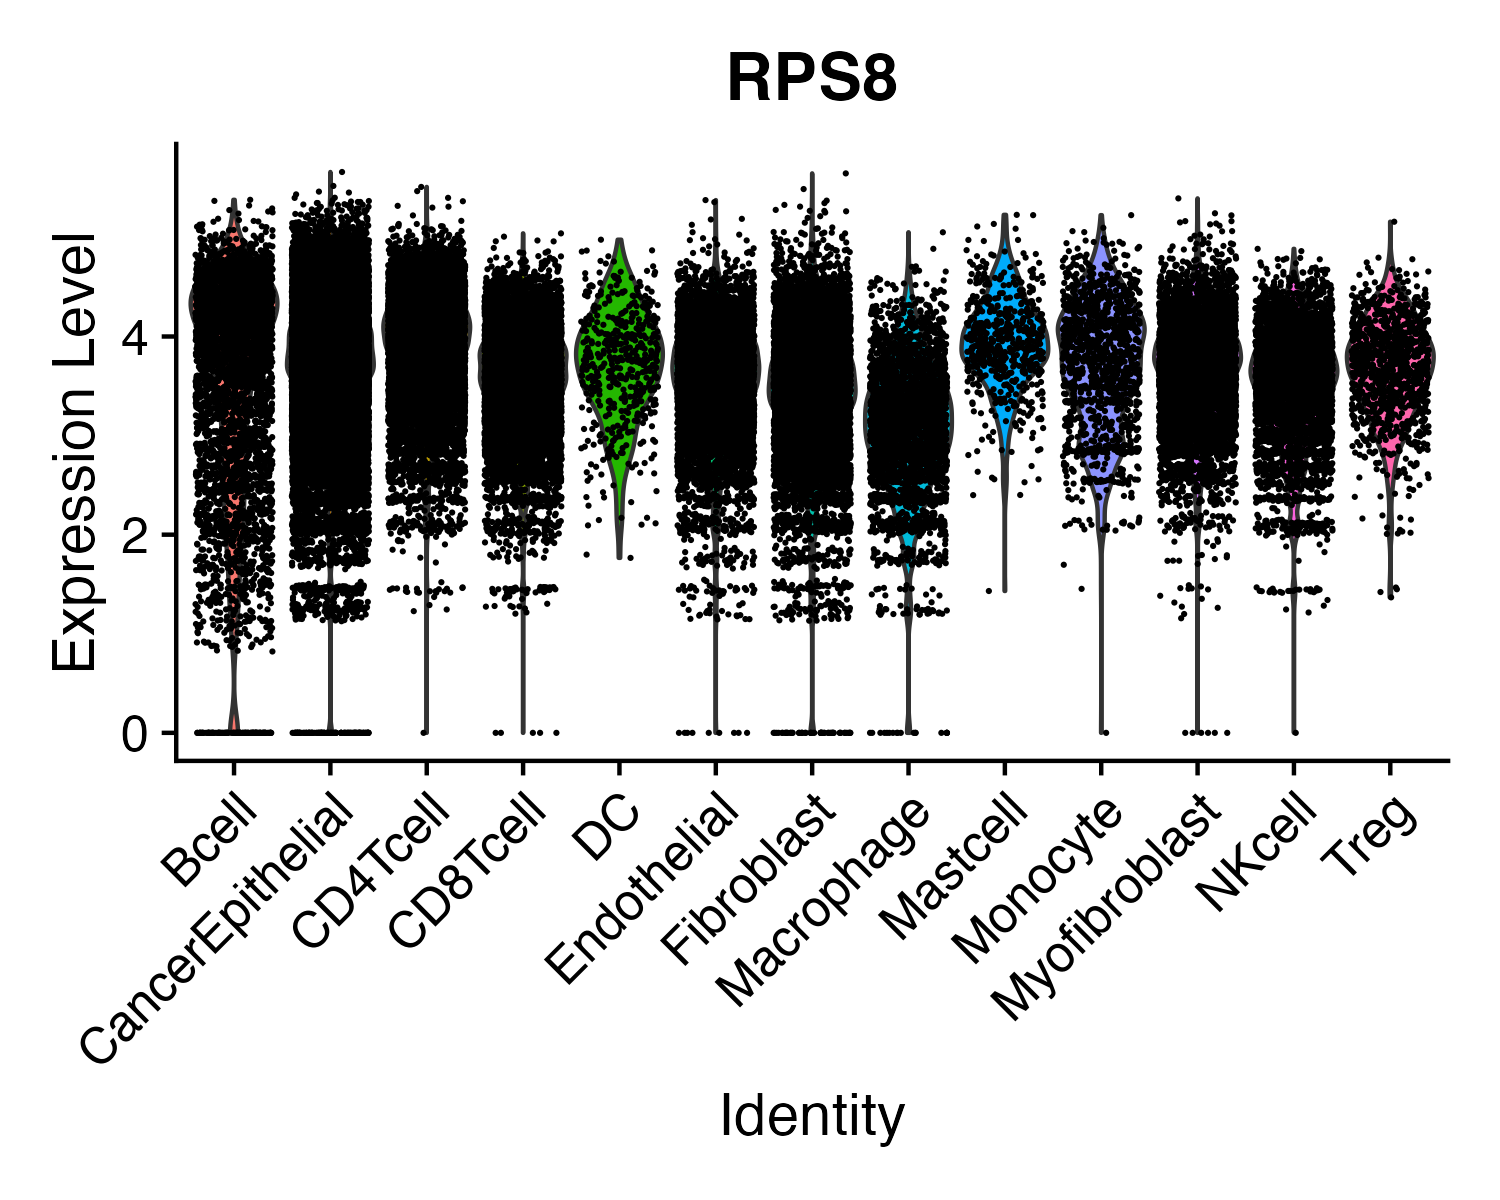 RPS8
Expression Level
4
2
0
Bcell
CancerEpithelial
CD4Tcell
CD8Tcell
DC
Endothelial
Fibroblast
Macrophage
Mastcell
Monocyte
Myofibroblast
NKcell
Treg
Identity